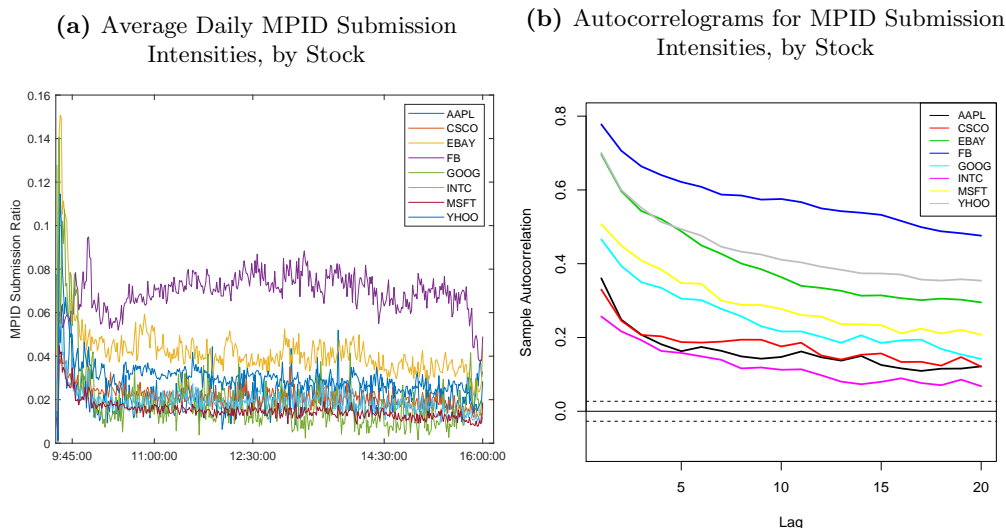 (a) Average Daily MPID Submission
Intensities, by Stock
0.16
0.14
0.12
0.1
0.08
0.06
0.04
0.02
0
MPID Submission Ratio
9:45:00
11:00:00
12:30:00
14:30:00
16:00:00
AAPL
CSCO
EBAY
FB
GOOG
INTC
MSFT
YHOO
(b) Autocorrelograms for MPID Submission
Intensities, by Stock
0.8
0.6
0.4
0.2
0.0
Sample Autocorrelation
5
10
15
20
Lag
AAPL
CSCO
EBAY
FB
GOOG
INTC
MSFT
YHOO